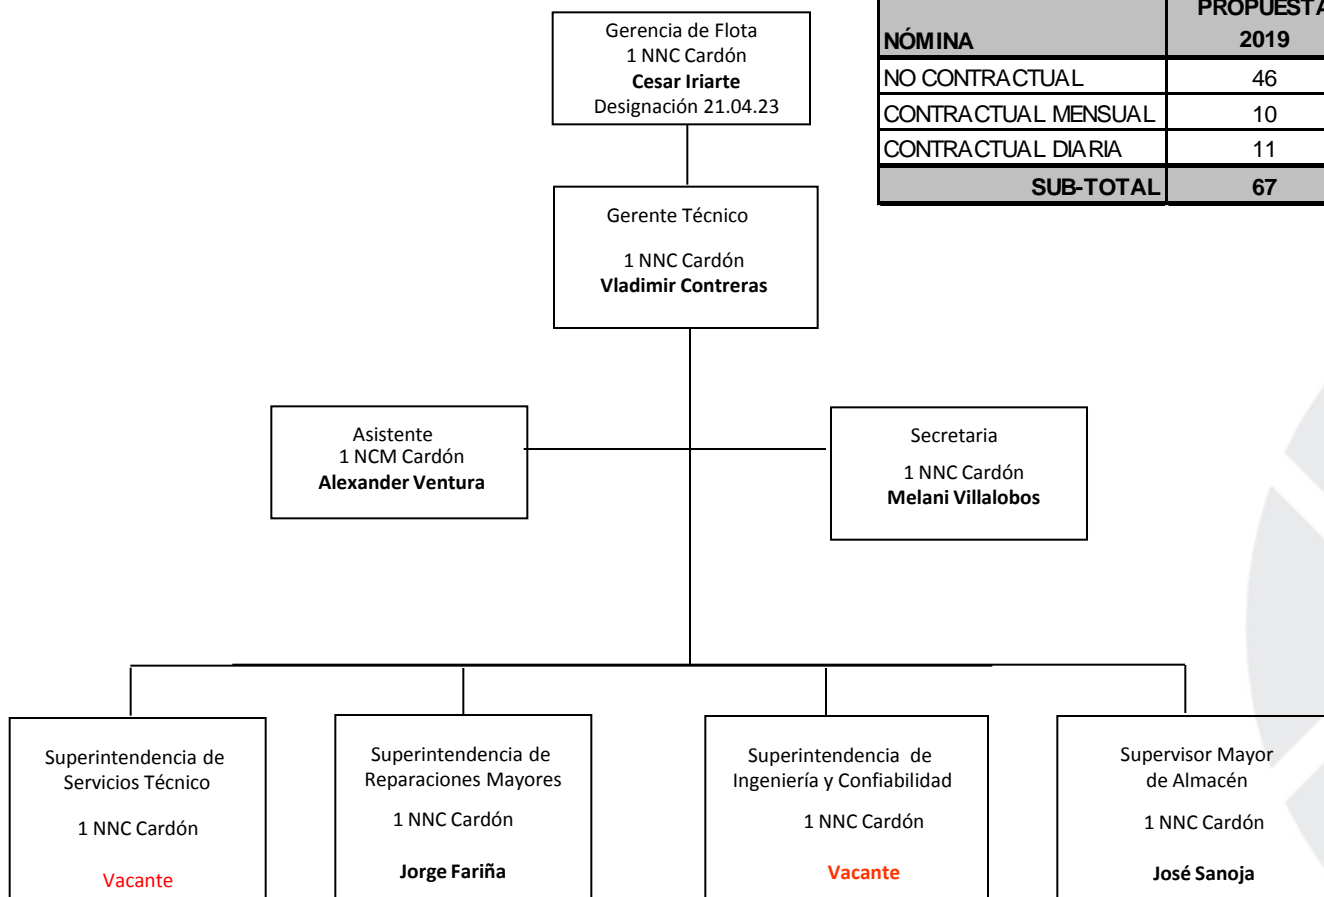 Gerencia de Flota
1 NNC Cardón
Cesar Iriarte
Designación 21.04.23
PROPUESTA
NÓMINA 2019
NO CONTRACTUAL 46
CONTRACTUAL MENSUAL 10
CONTRACTUAL DIARIA 11
SUB-TOTAL 67
Gerente Técnico
1 NNC Cardón
Vladimir Contreras
Asistente
1 NCM Cardón
Alexander Ventura
Secretaria
1 NNC Cardón
Melani Villalobos
Superintendencia de
Servicios Técnico
1 NNC Cardón
Vacante
Superintendencia de
Reparaciones Mayores
1 NNC Cardón
Jorge Fariña
Superintendencia de
Ingeniería y Confiabilidad
1 NNC Cardón
Vacante
Supervisor Mayor
de Almacén
1 NNC Cardón
José Sanoja